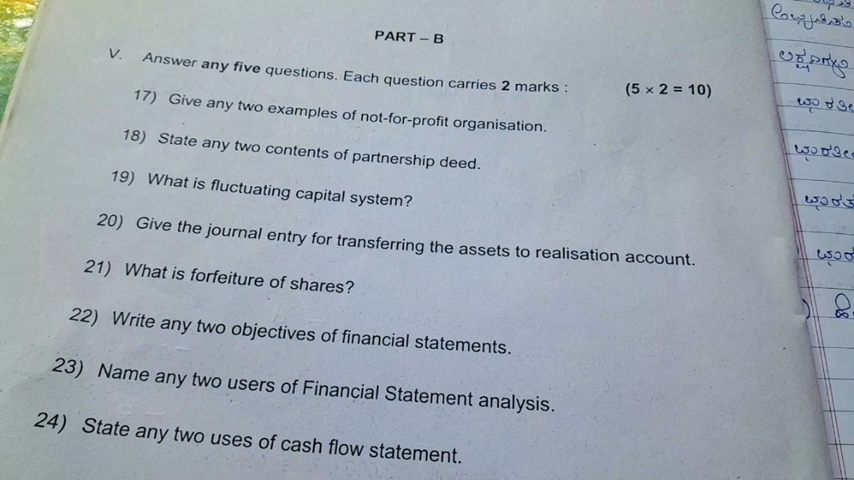 PART – B
V. Answer any five questions. Each question carries 2 marks : (5 × 2 = 10)
17) Give any two examples of not-for-profit organisation.
18) State any two contents of partnership deed.
19) What is fluctuating capital system?
20) Give the journal entry for transferring the assets to realisation account.
21) What is forfeiture of shares?
22) Write any two objectives of financial statements.
23) Name any two users of Financial Statement analysis.
24) State any two uses of cash flow statement.